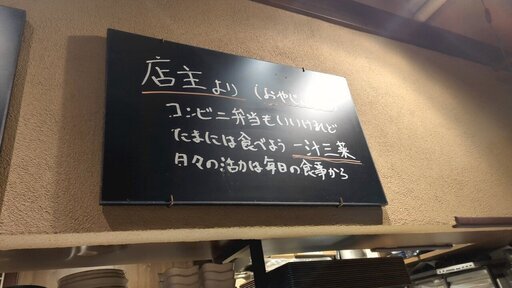 店主より (おやじ
コンビニ弁当もいいけれど
たまには食べよう 一汁三菜
日々の活力は毎日の食事から